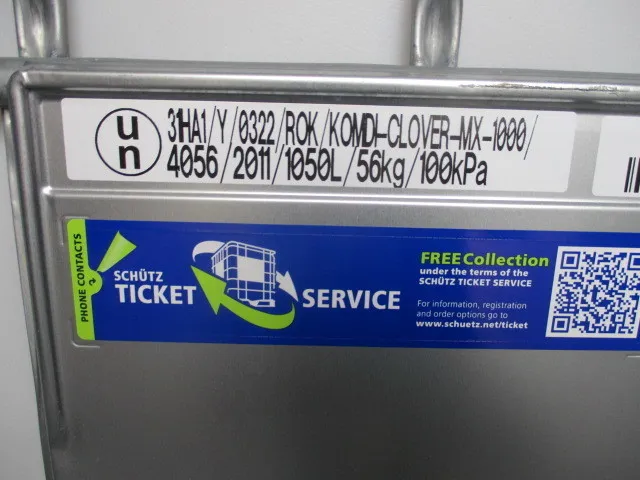 un
31HA1/Y/0322/ROK/KOMDI-CLOVER-MX-1000/
4056/2011/1050L/56kg/100kPa
PHONE CONTACTS
SCHÜTZ
TICKET SERVICE
FREE Collection
under the terms of the
SCHÜTZ TICKET SERVICE
For information, registration
and order options go to
www.schuetz.net/ticket